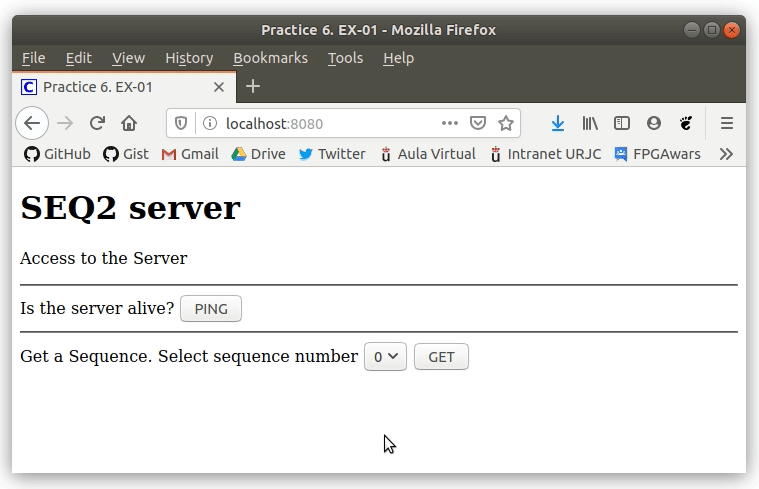 Practice 6. EX-01 - Mozilla Firefox
File Edit View History Bookmarks Tools Help
C Practice 6. EX-01
localhost:8080
GitHub Gist Gmail Drive Twitter Aula Virtual Intranet URJC FPGAwars
SEQ2 server
Access to the Server
Is the server alive? PING
Get a Sequence. Select sequence number 0 GET